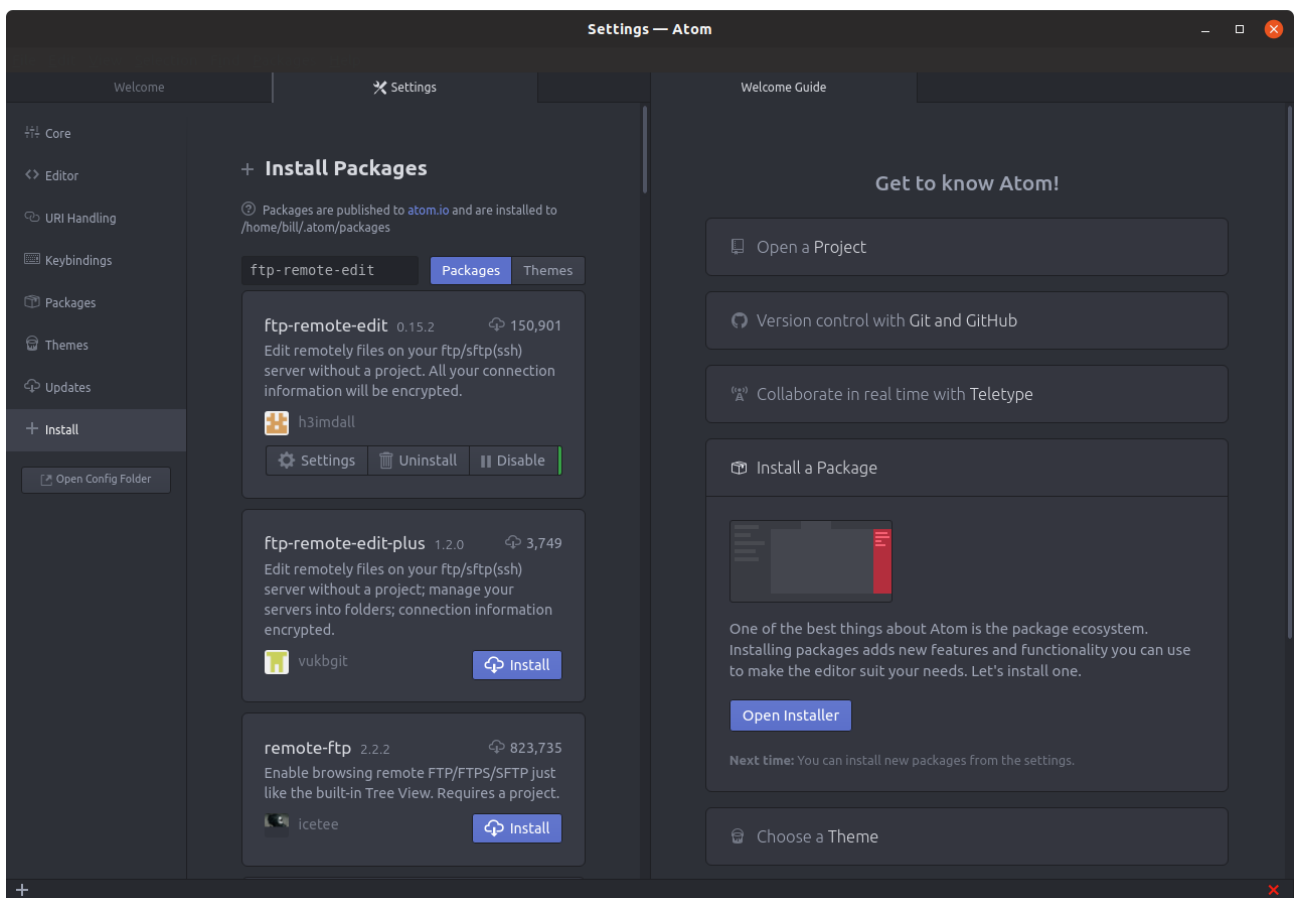 Settings — Atom
Welcome
Settings
Welcome Guide
Core
Editor
URI Handling
Keybindings
Packages
Themes
Updates
Install
Open Config Folder
Install Packages
Packages are published to atom.io and are installed to
/home/bill/.atom/packages
ftp-remote-edit
Packages Themes
ftp-remote-edit 0.15.2 150,901
Edit remotely files on your ftp/sftp(ssh)
server without a project. All your connection
information will be encrypted.
h3imdall
Settings Uninstall Disable
ftp-remote-edit-plus 1.2.0 3,749
Edit remotely files on your ftp/sftp(ssh)
server without a project; manage your
servers into folders; connection information
encrypted.
vukbgit
Install
remote-ftp 2.2.2 823,735
Enable browsing remote FTP/FTPS/SFTP just
like the built-in Tree View. Requires a project.
icetee
Install
Get to know Atom!
Open a Project
Version control with Git and GitHub
Collaborate in real time with Teletype
Install a Package
One of the best things about Atom is the package ecosystem.
Installing packages adds new features and functionality you can use
to make the editor suit your needs. Let's install one.
Open Installer
Next time: You can install new packages from the settings.
Choose a Theme